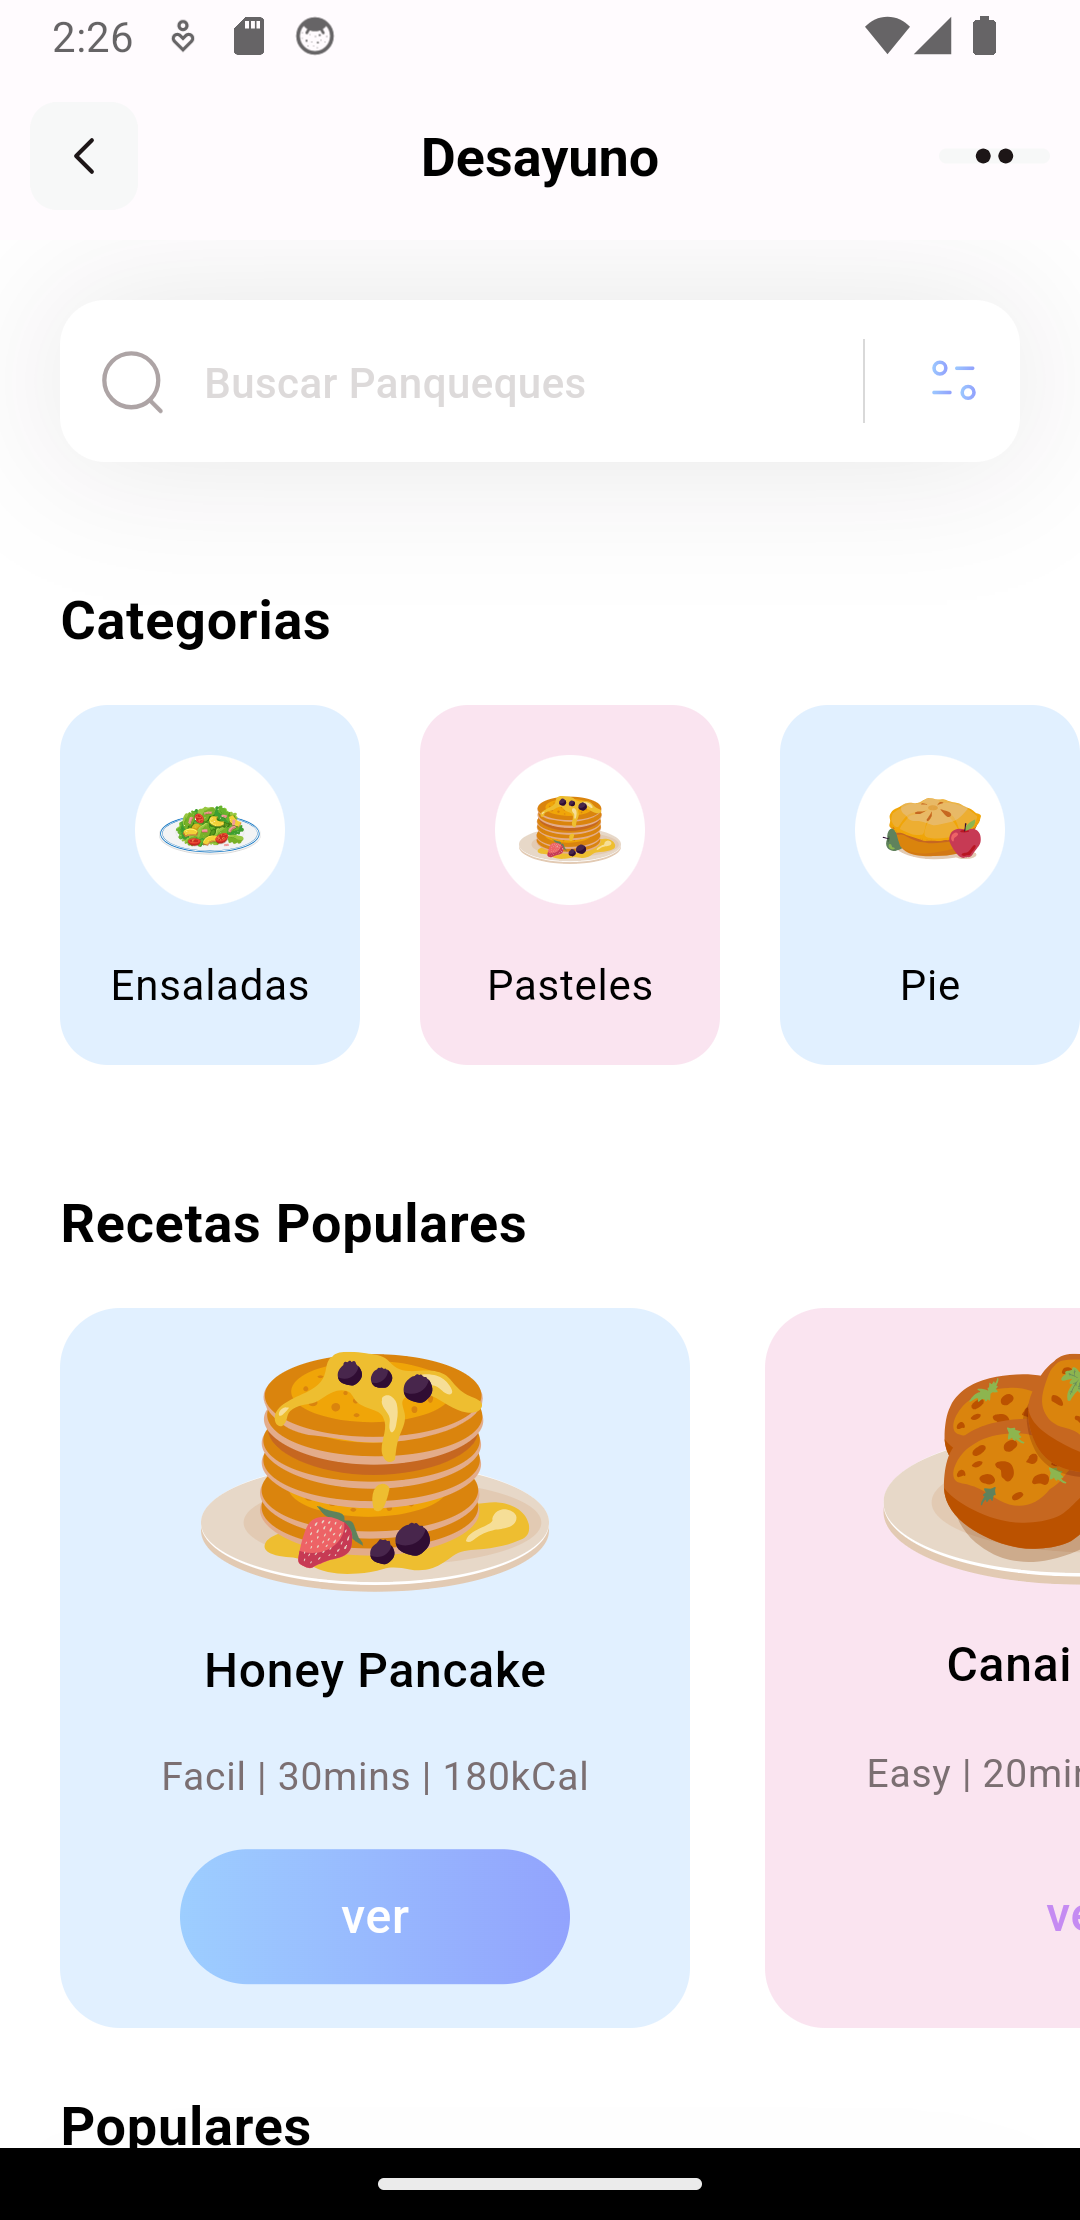 2:26
Desayuno
Buscar Panqueques
Categorias
Ensaladas
Pasteles
Pie
Recetas Populares
Honey Pancake
Canai
Facil | 30mins | 180kCal
Easy | 20min
ver
ve
Populares